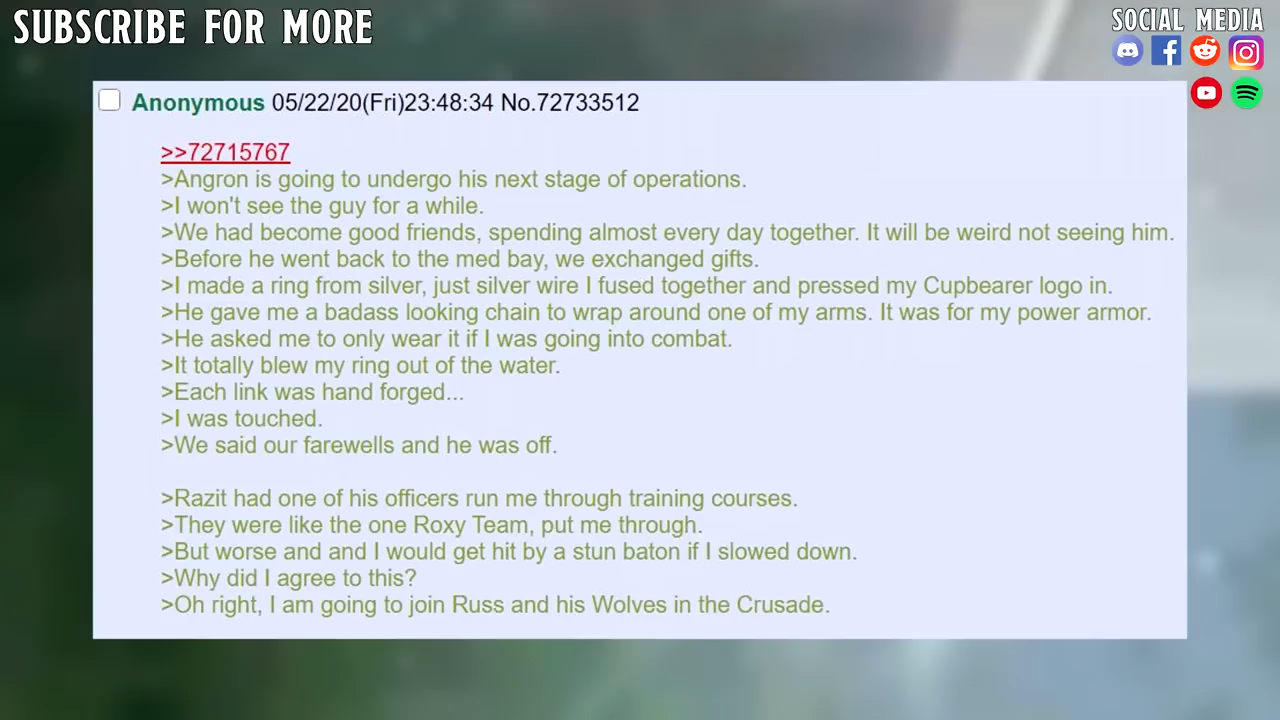 SUBSCRIBE FOR MORE
SOCIAL MEDIA
Anonymous 05/22/20(Fri)23:48:34 No.72733512
>>72715767
>Angron is going to undergo his next stage of operations.
>I won't see the guy for a while.
>We had become good friends, spending almost every day together. It will be weird not seeing him.
>Before he went back to the med bay, we exchanged gifts.
>I made a ring from silver, just silver wire I fused together and pressed my Cupbearer logo in.
>He gave me a badass looking chain to wrap around one of my arms. It was for my power armor.
>He asked me to only wear it if I was going into combat.
>It totally blew my ring out of the water.
>Each link was hand forged...
>I was touched.
>We said our farewells and he was off.
>Razit had one of his officers run me through training courses.
>They were like the one Roxy Team, put me through.
>But worse and and I would get hit by a stun baton if I slowed down.
>Why did I agree to this?
>Oh right, I am going to join Russ and his Wolves in the Crusade.